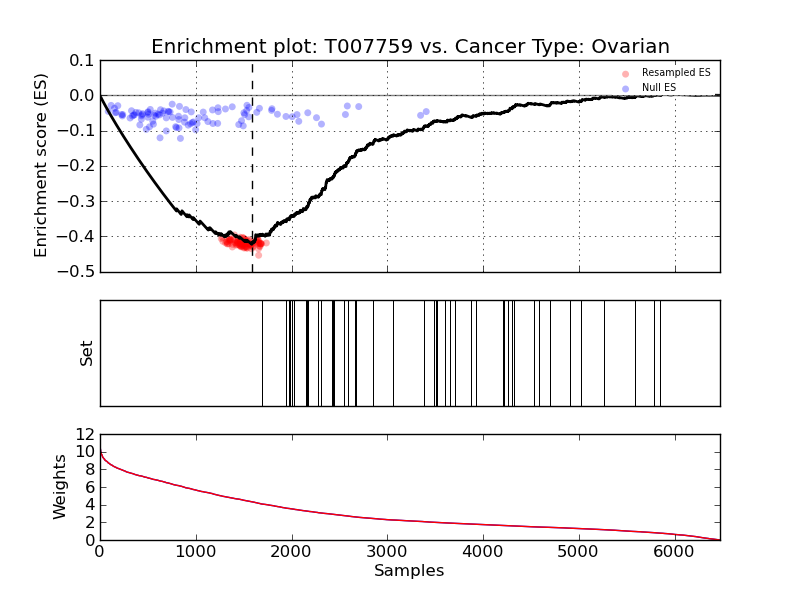 Enrichment plot: T007759 vs. Cancer Type: Ovarian
Enrichment score (ES)
0.1
0.0
−0.1
−0.2
−0.3
−0.4
−0.5
Resampled ES
Null ES
Set
Weights
12
10
8
6
4
2
0
0 1000 2000 3000 4000 5000 6000
Samples